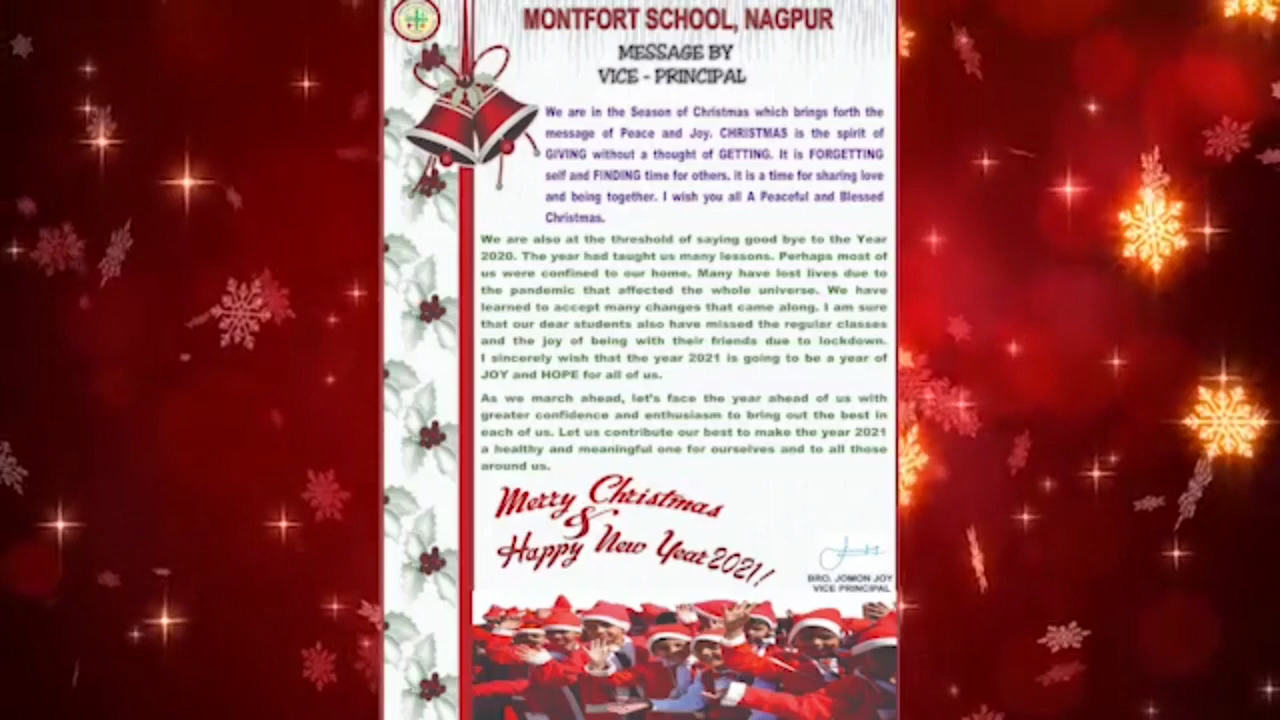 MONTFORT SCHOOL, NAGPUR
MESSAGE BY
VICE - PRINCIPAL
We are in the Season of Christmas which brings forth the
message of Peace and Joy. CHRISTMAS is the spirit of
GIVING without a thought of GETTING. It is FORGETTING
self and FINDING time for others. it is a time for sharing love
and being together. I wish you all A Peaceful and Blessed
Christmas.
We are also at the threshold of saying good bye to the Year
2020. The year had taught us many lessons. Perhaps most of
us were confined to our home. Many have lost lives due to
the pandemic that affected the whole universe. We have
learned to accept many changes that came along. I am sure
that our dear students also have missed the regular classes
and the joy of being with their friends due to lockdown.
I sincerely wish that the year 2021 is going to be a year of
JOY and HOPE for all of us.
As we march ahead, let's face the year ahead of us with
greater confidence and enthusiasm to bring out the best in
each of us. Let us contribute our best to make the year 2021
a healthy and meaningful one for ourselves and to all those
around us.
Merry Christmas
&
Happy New Year 2021!
BRO. JOMON JOY
VICE PRINCIPAL